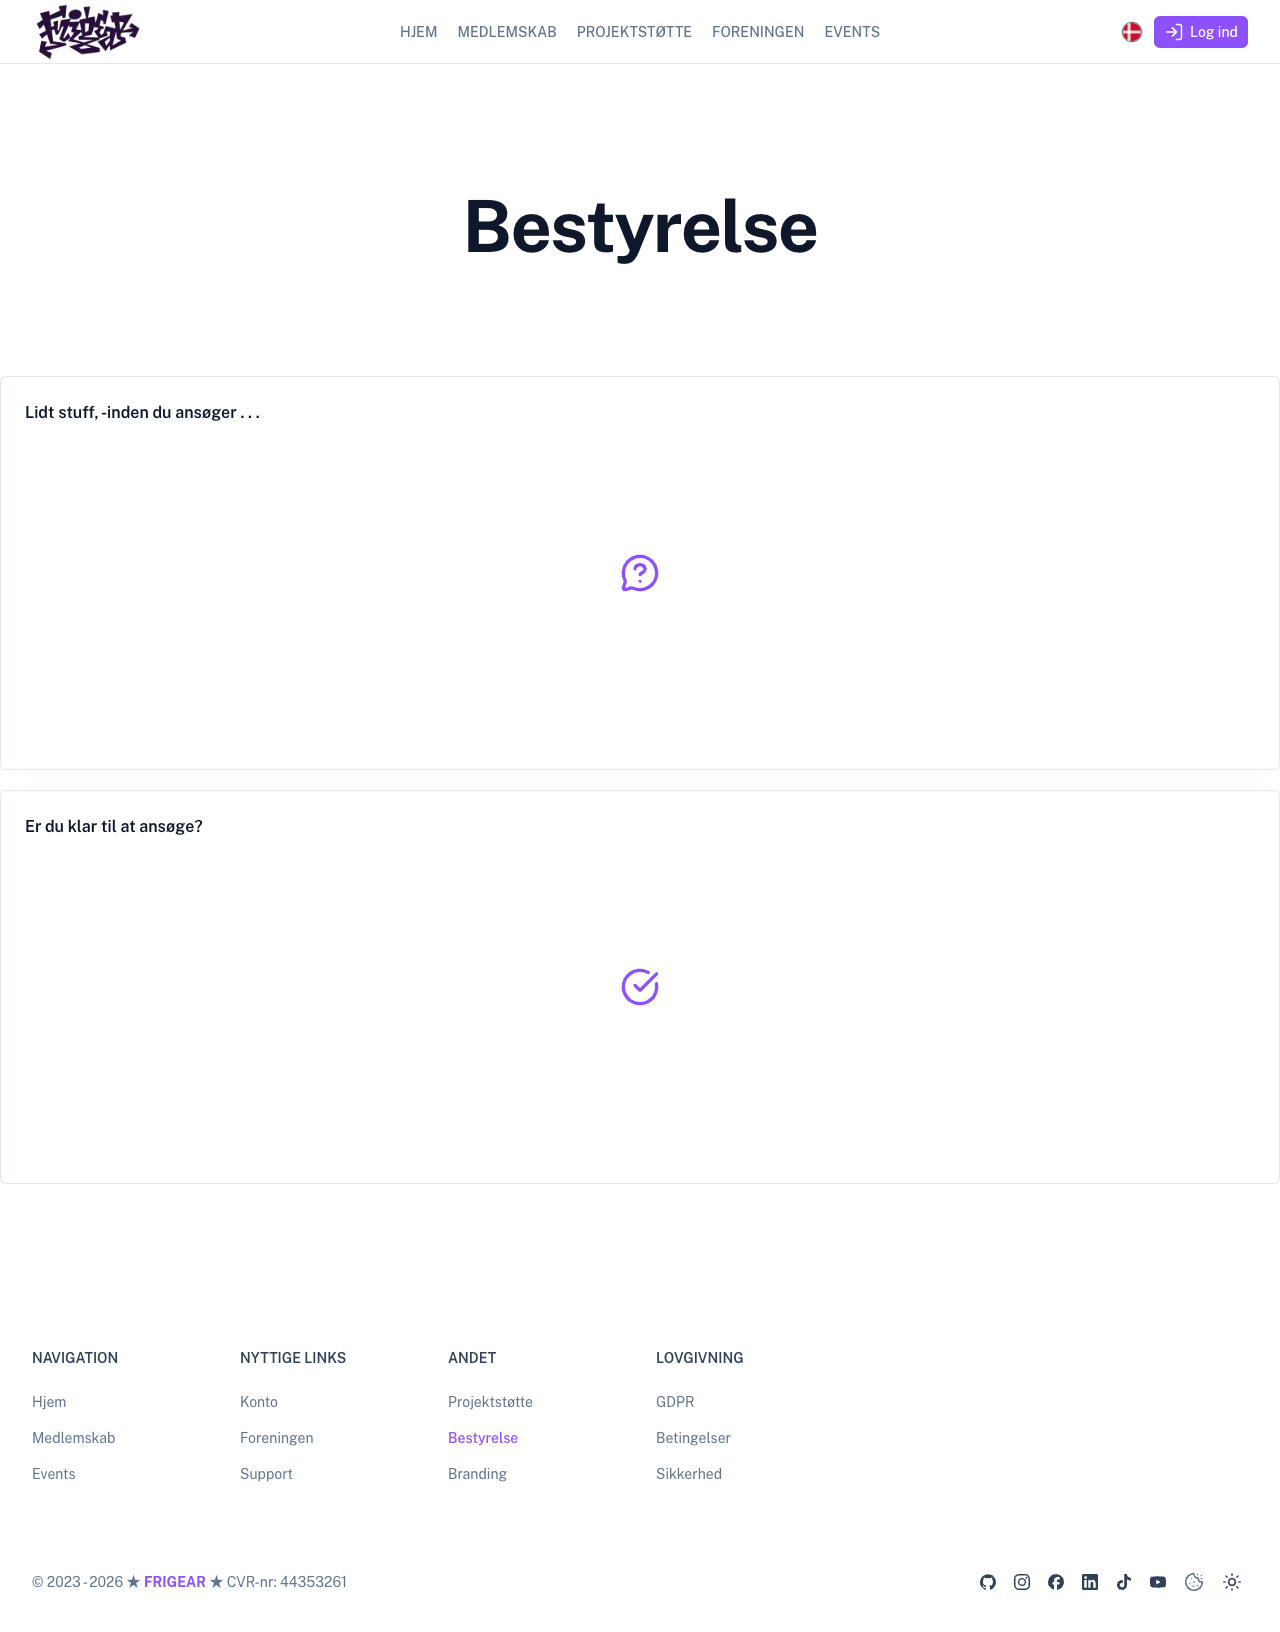 HJEM MEDLEMSKAB PROJEKTSTØTTE FORENINGEN EVENTS Log ind
Bestyrelse
Lidt stuff, -inden du ansøger . . .
Er du klar til at ansøge?
NAVIGATION NYTTIGE LINKS ANDET LOVGIVNING
Hjem Konto Projektstøtte GDPR
Medlemskab Foreningen Bestyrelse Betingelser
Events Support Branding Sikkerhed
© 2023 - 2026 ★ FRIGEAR ★ CVR-nr: 44353261